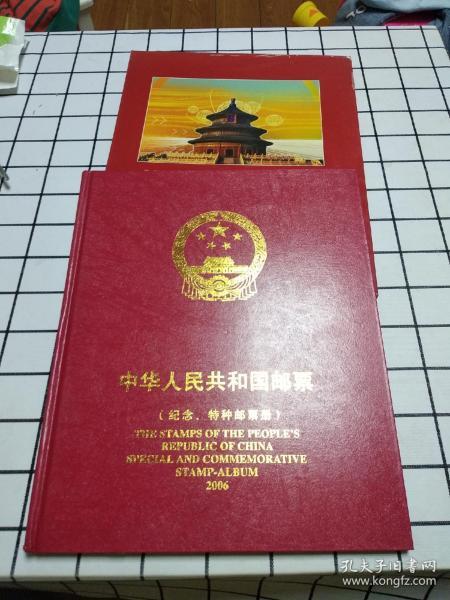 中华人民共和国邮票
(纪念、特种邮票册)
THE STAMPS OF THE PEOPLE'S
REPUBLIC OF CHINA
SPECIAL AND COMMEMORATIVE
STAMP-ALBUM
2006
孔夫子旧书网
www.kongfz.com